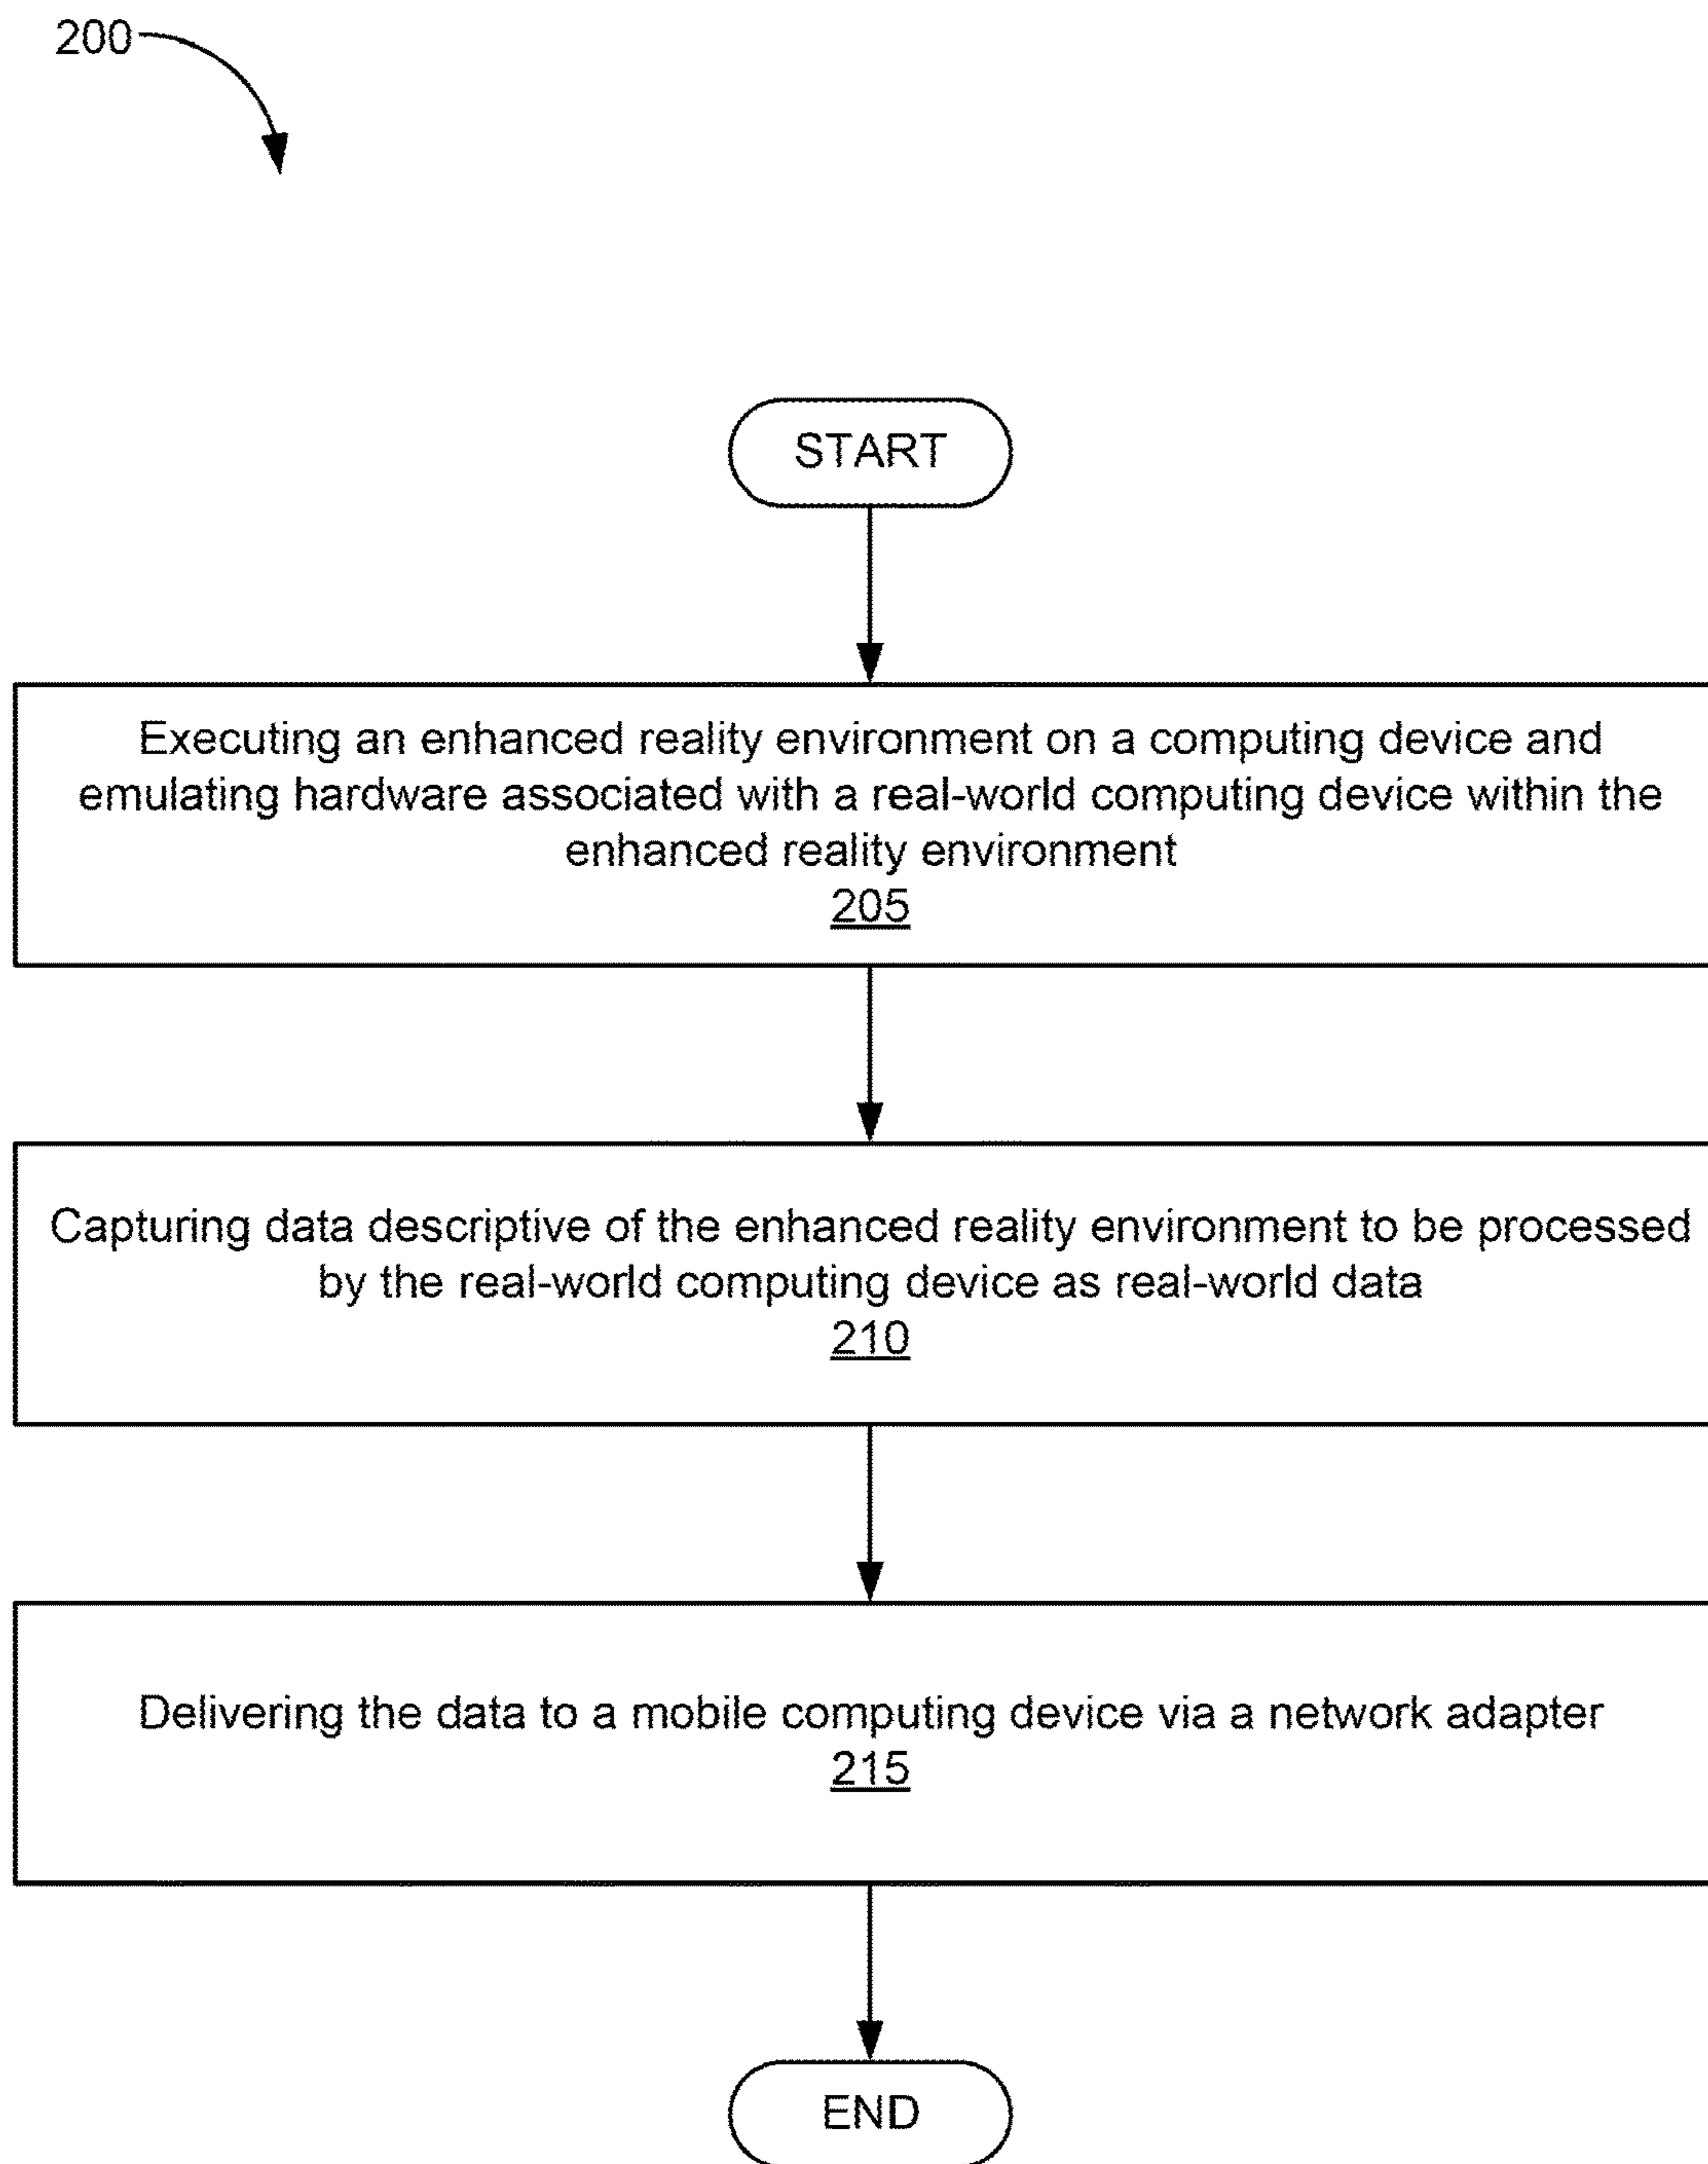 200
START
Executing an enhanced reality environment on a computing device and
emulating hardware associated with a real-world computing device within the
enhanced reality environment
205
Capturing data descriptive of the enhanced reality environment to be processed
by the real-world computing device as real-world data
210
Delivering the data to a mobile computing device via a network adapter
215
END